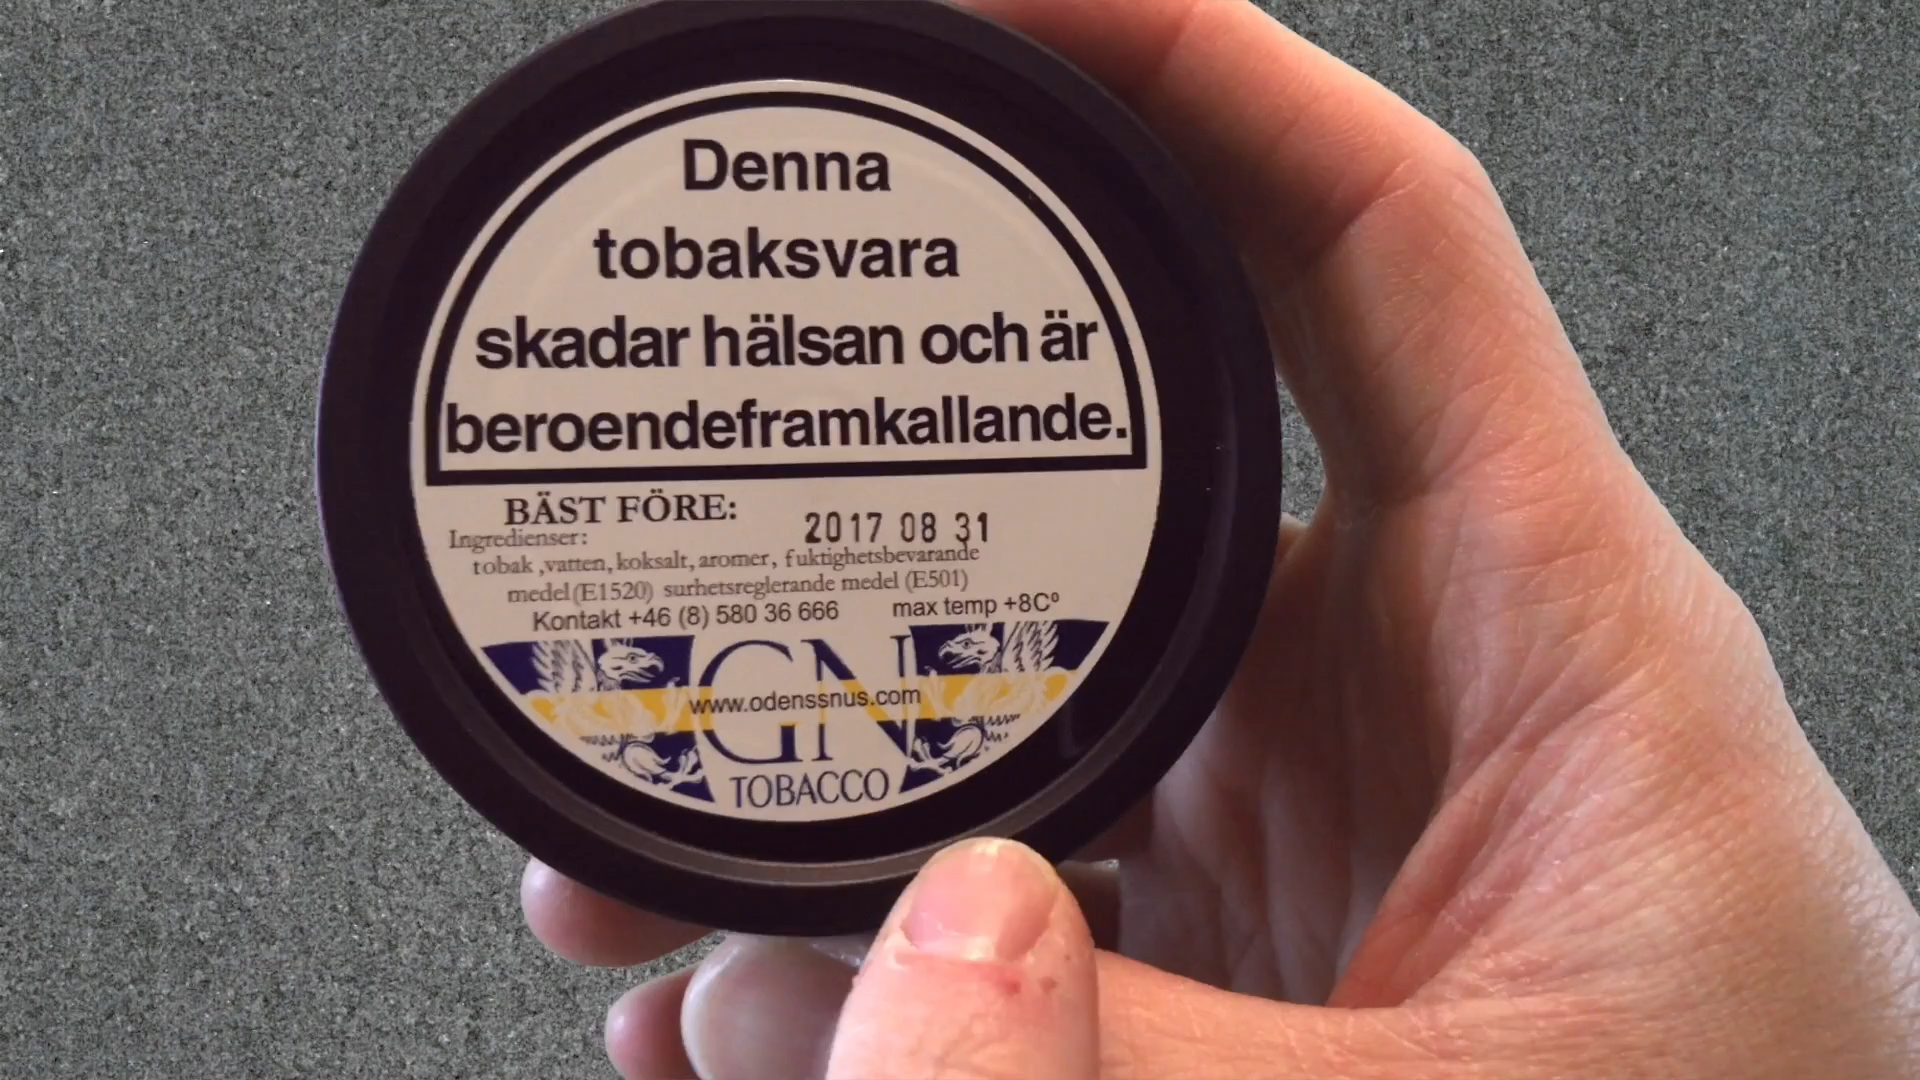 Denna
tobaksvara
skadar hälsan och är
beroendeframkallande.
BÄST FÖRE: 2017 08 31
Ingredienser:
tobak ,vatten, koksalt, aromer, fuktighetsbevarande
medel (E1520) surhetsreglerande medel (E501)
Kontakt +46 (8) 580 36 666 max temp +8Cº
GN
www.odenssnus.com
TOBACCO